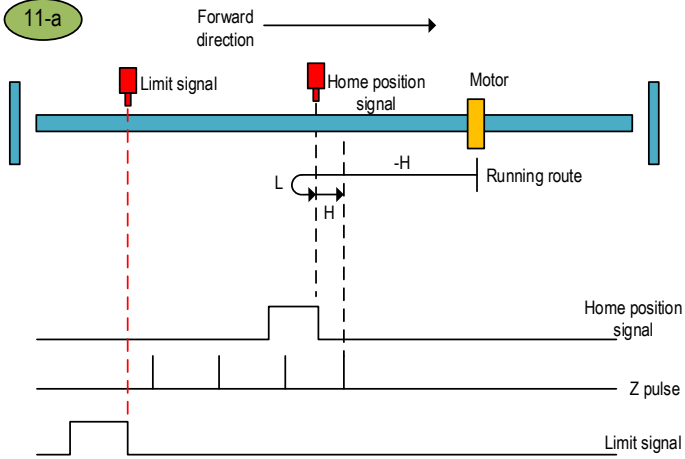 11-a
Forward
direction
Limit signal
Home position
signal
Motor
-H
Running route
L
H
Home position
signal
Z pulse
Limit signal